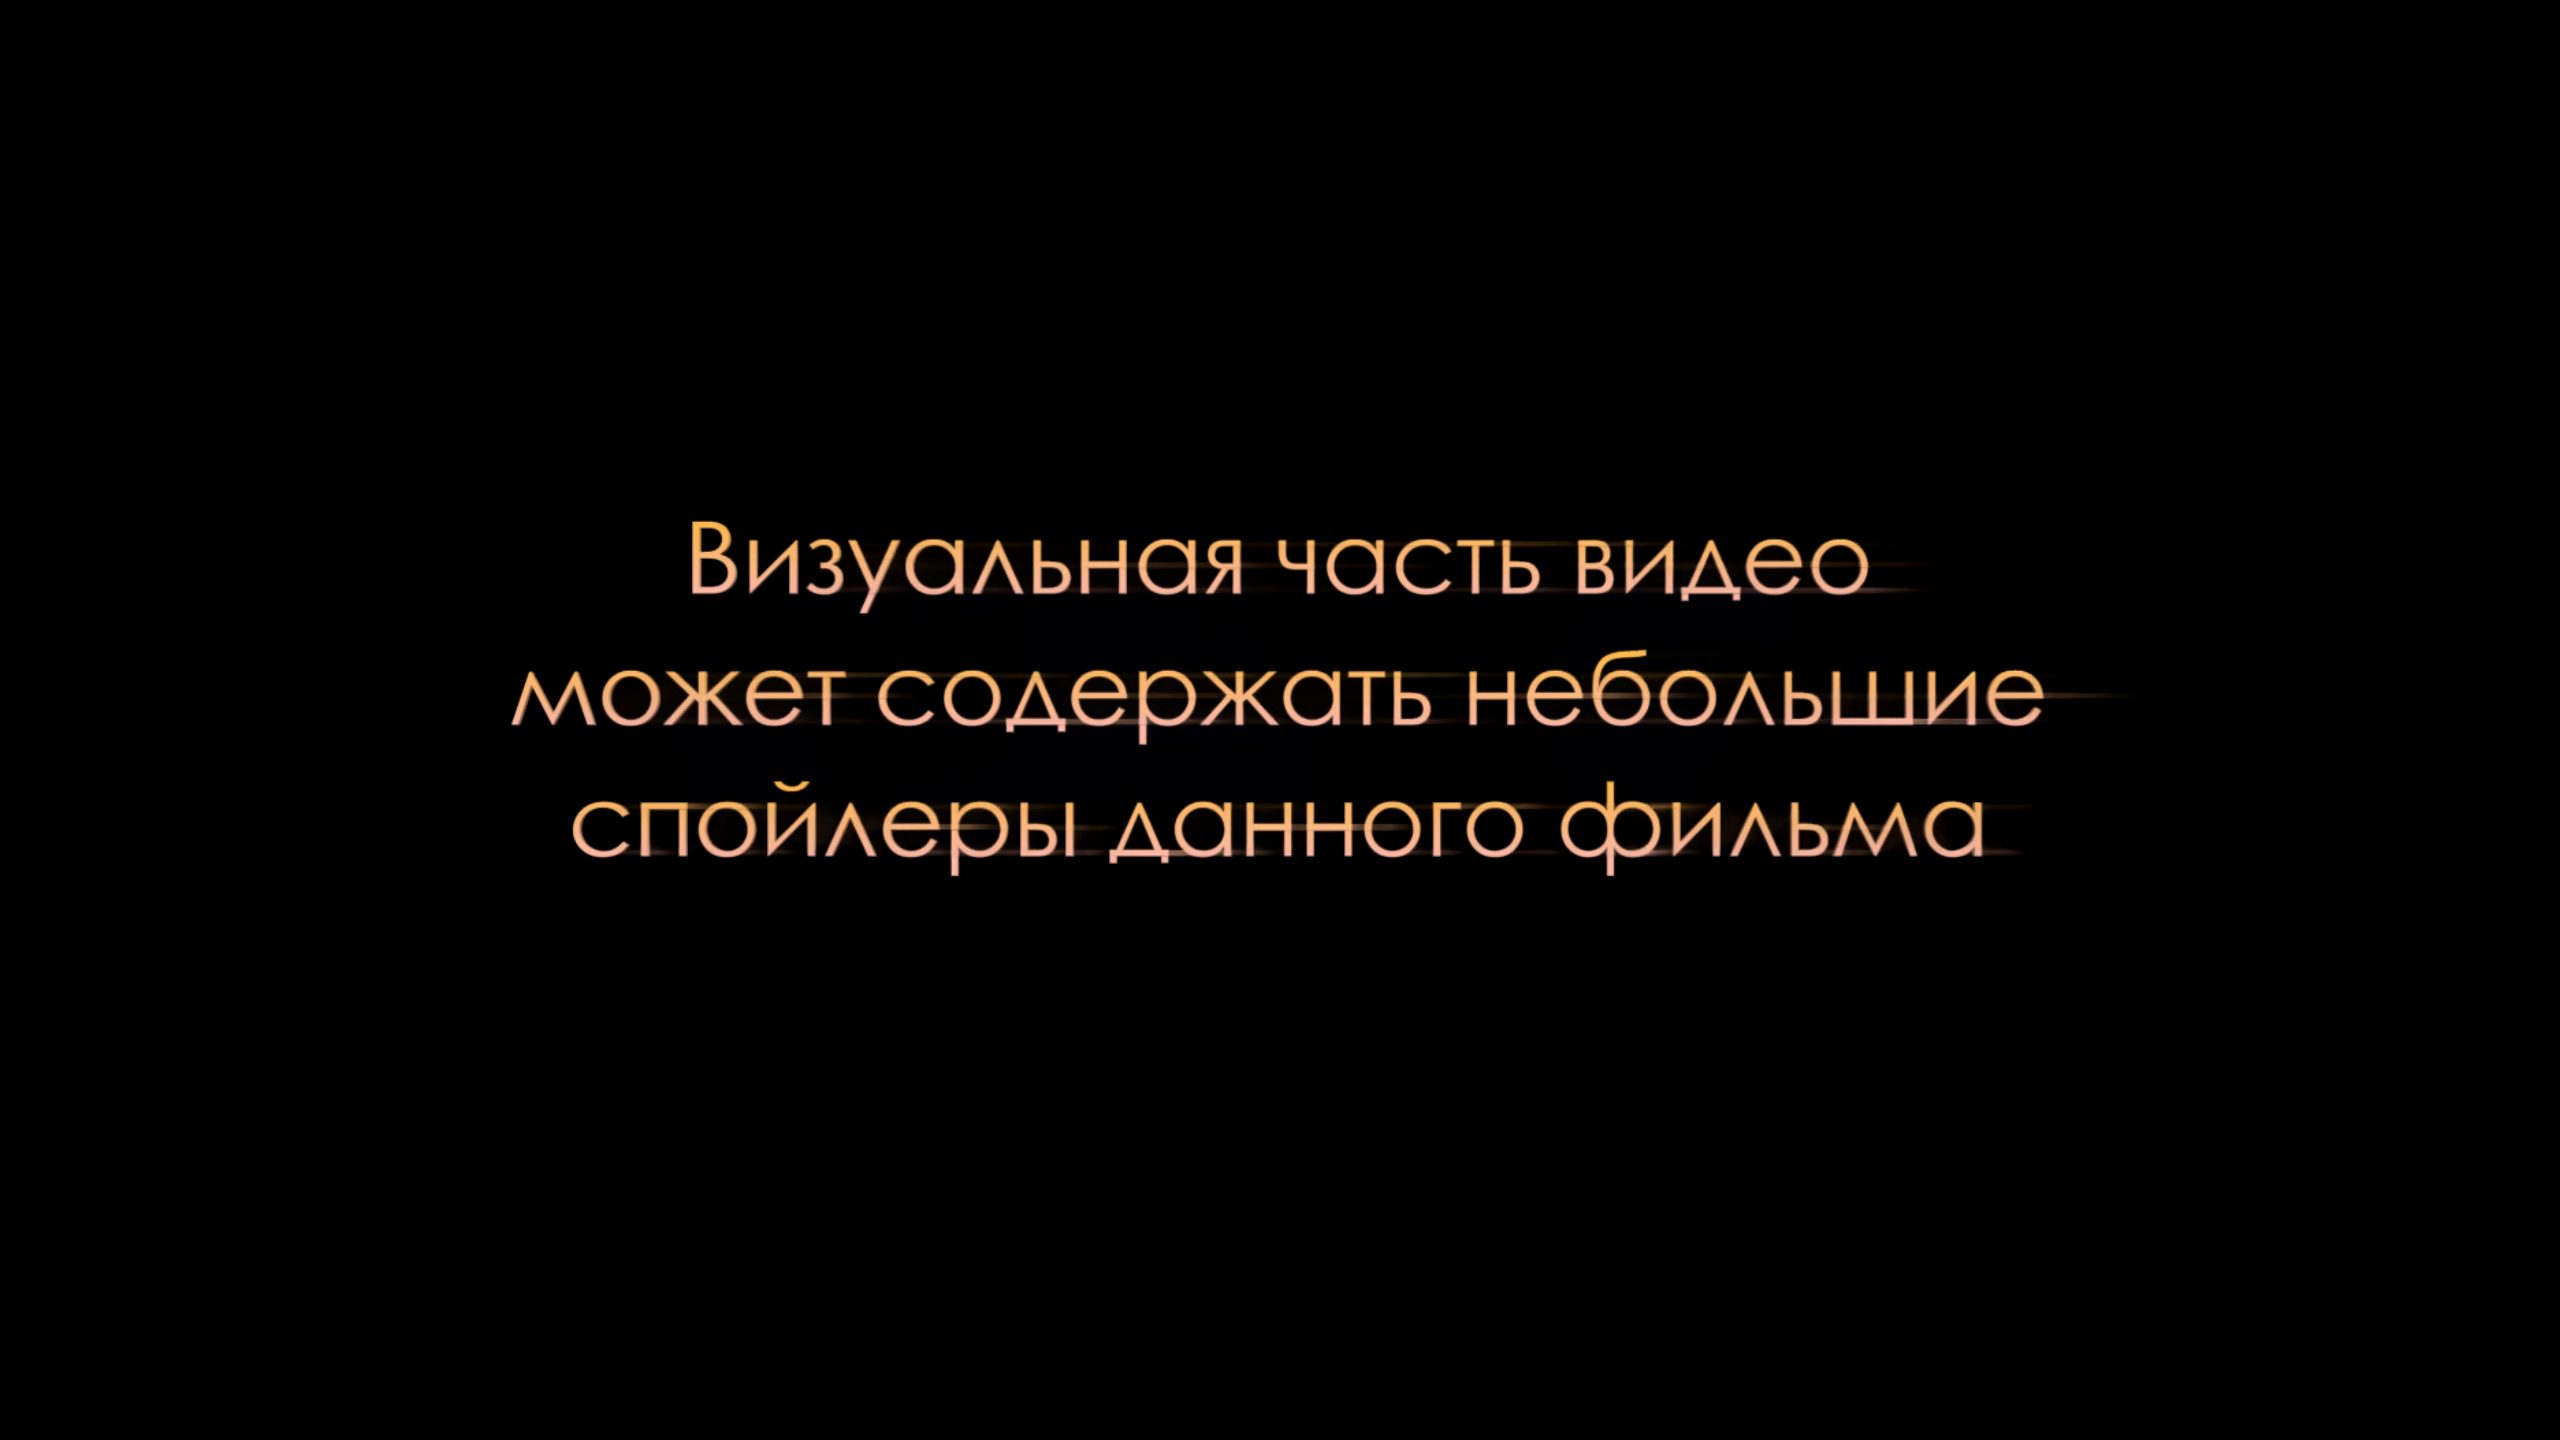 Визуальная часть видео
может содержать небольшие
спойлеры данного фильма